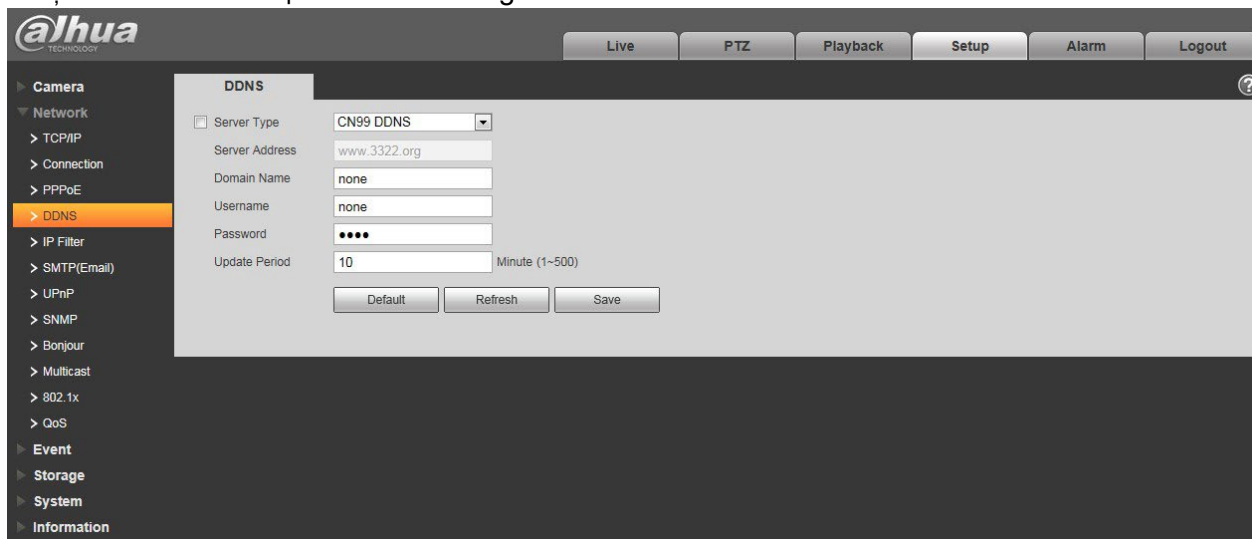 alhua
TECHNOLOGY
Live PTZ Playback Setup Alarm Logout
Camera
DDNS
?
Network
> TCP/IP
> Connection
> PPPoE
> DDNS
> IP Filter
> SMTP(Email)
> UPnP
> SNMP
> Bonjour
> Multicast
> 802.1x
> QoS
Event
Storage
System
Information
Server Type CN99 DDNS
Server Address www.3322.org
Domain Name none
Username none
Password ●●●●
Update Period 10 Minute (1~500)
Default Refresh Save